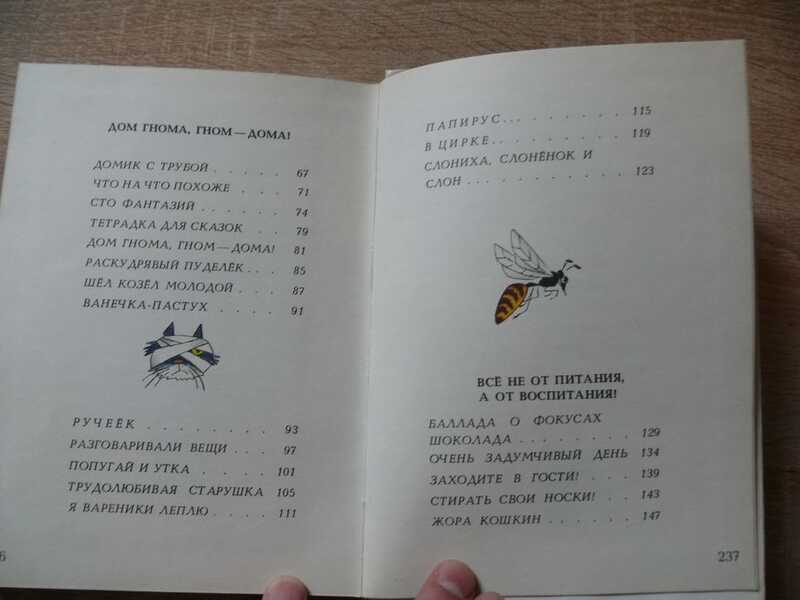 ДОМ ГНОМА, ГНОМ — ДОМА!
ДОМИК С ТРУБОЙ . . . . . 67
ЧТО НА ЧТО ПОХОЖЕ . . . 71
СТО ФАНТАЗИЙ . . . . . 74
ТЕТРАДКА ДЛЯ СКАЗОК . . 79
ДОМ ГНОМА, ГНОМ — ДОМА! 81
РАСКУДРЯВЫЙ ПУДЕЛЁК . . . 85
ШЁЛ КОЗЁЛ МОЛОДОЙ . . . 87
ВАНЕЧКА-ПАСТУХ . . . . 91
РУЧЕЁК . . . . . . . . 93
РАЗГОВАРИВАЛИ ВЕЩИ . . . 97
ПОПУГАЙ И УТКА . . . . 101
ТРУДОЛЮБИВАЯ СТАРУШКА 105
Я ВАРЕНИКИ ЛЕПЛЮ . . . . 111
6
ПАПИРУС . . . . . . . . 115
В ЦИРКЕ . . . . . . . . 119
СЛОНИХА, СЛОНЁНОК И
СЛОН . . . . . . . . . 123
ВСЁ НЕ ОТ ПИТАНИЯ,
А ОТ ВОСПИТАНИЯ!
БАЛЛАДА О ФОКУСАХ
ШОКОЛАДА . . . . . . . 129
ОЧЕНЬ ЗАДУМЧИВЫЙ ДЕНЬ 134
ЗАХОДИТЕ В ГОСТИ! . . . 139
СТИРАТЬ СВОИ НОСКИ! . . 143
ЖОРА КОШКИН . . . . . . 147
237